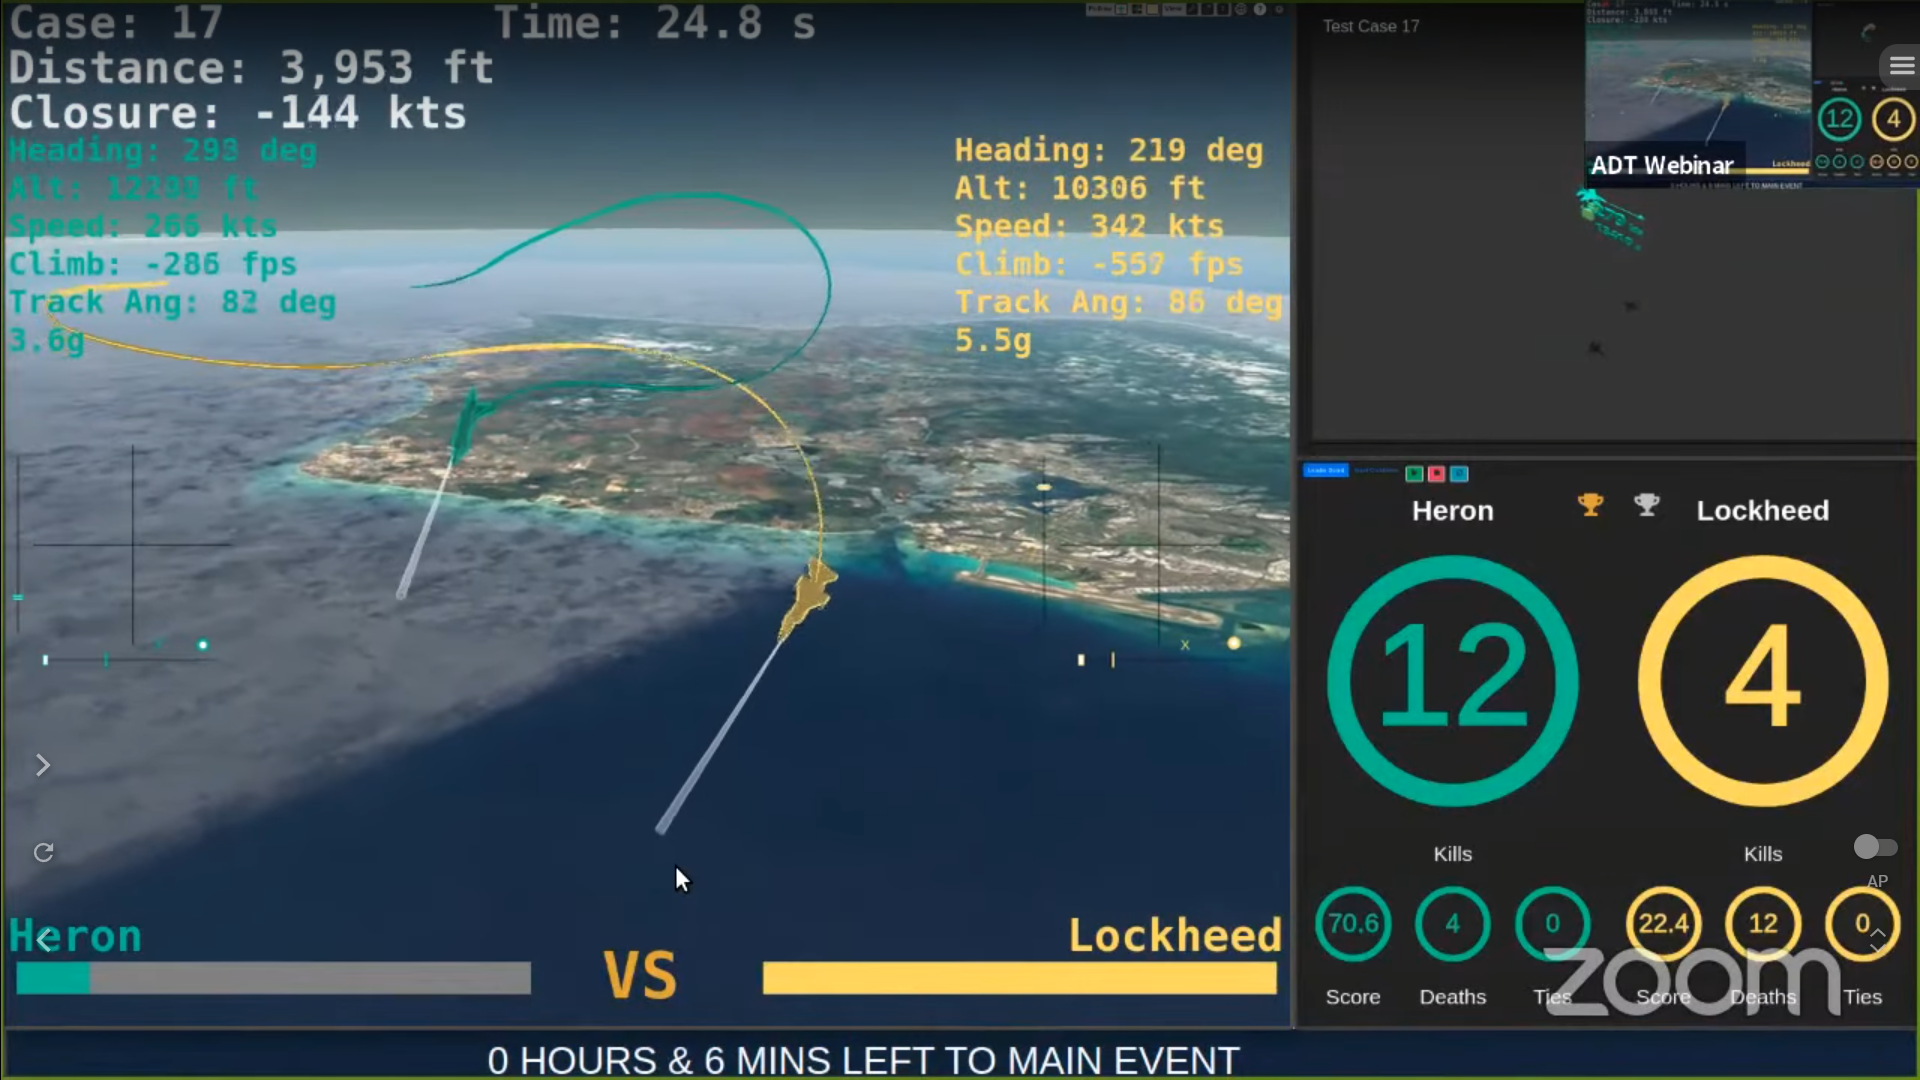 Case: 17
Time: 24.8 s
Distance: 3,953 ft
Closure: -144 kts
Heading: 293 deg
Alt: 12290 ft
Speed: 266 kts
Climb: -286 fps
Track Ang: 82 deg
3.6g
Heading: 219 deg
Alt: 10306 ft
Speed: 342 kts
Climb: -557 fps
Track Ang: 86 deg
5.5g
Heron
VS
Lockheed
Test Case 17
12
4
ADT Webinar
Lockheed
Heron
Lockheed
12
4
Kills
Kills
AP
70.6
4
0
22.4
12
0
Score
Deaths
Ties
Score
Deaths
Ties
zoom
0 HOURS & 6 MINS LEFT TO MAIN EVENT